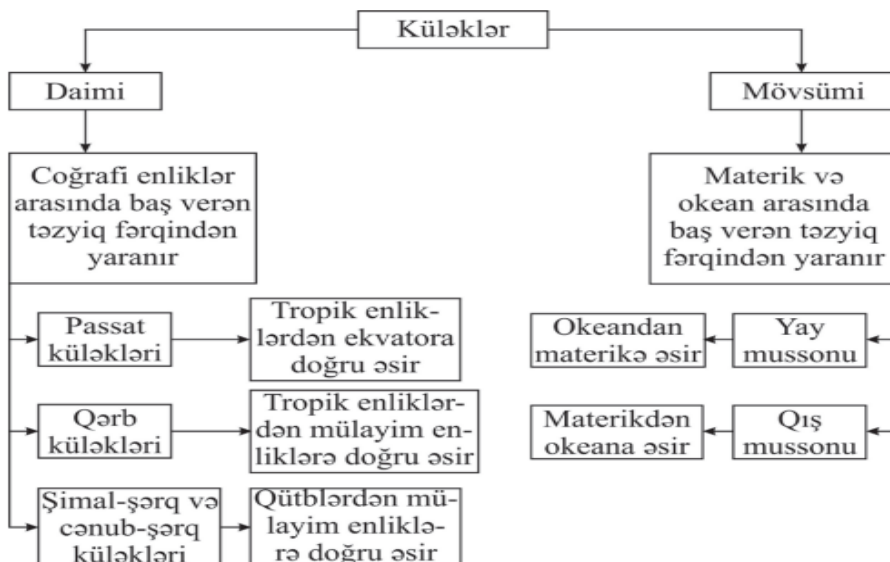 Küləklər
Daimi
Mövsümi
Coğrafi enliklər
arasında baş verən
təzyiq fərqindən
yaranır
Materik və
okean arasında
baş verən təzyiq
fərqindən yaranır
Passat
küləkləri
Tropik enlik-
lərdən ekvatora
doğru əsir
Okeandan
materikə əsir
Yay
mussonu
Qərb
küləkləri
Tropik enliklər-
dən mülayim en-
liklərə doğru əsir
Materikdən
okeana əsir
Qış
mussonu
Şimal-şərq və
cənub-şərq
küləkləri
Qütblərdən mü-
layim enliklə-
rə doğru əsir